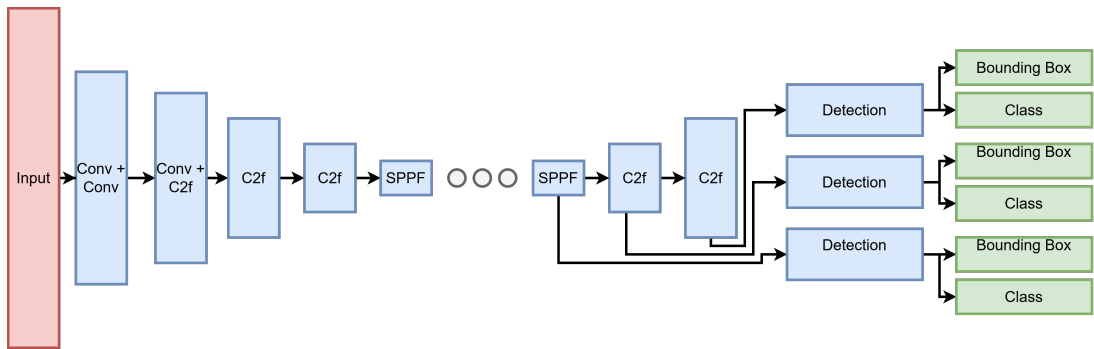 Input
Conv +
Conv
Conv +
C2f
C2f
C2f
SPPF
SPPF
C2f
C2f
Detection
Bounding Box
Class
Detection
Bounding Box
Class
Detection
Bounding Box
Class